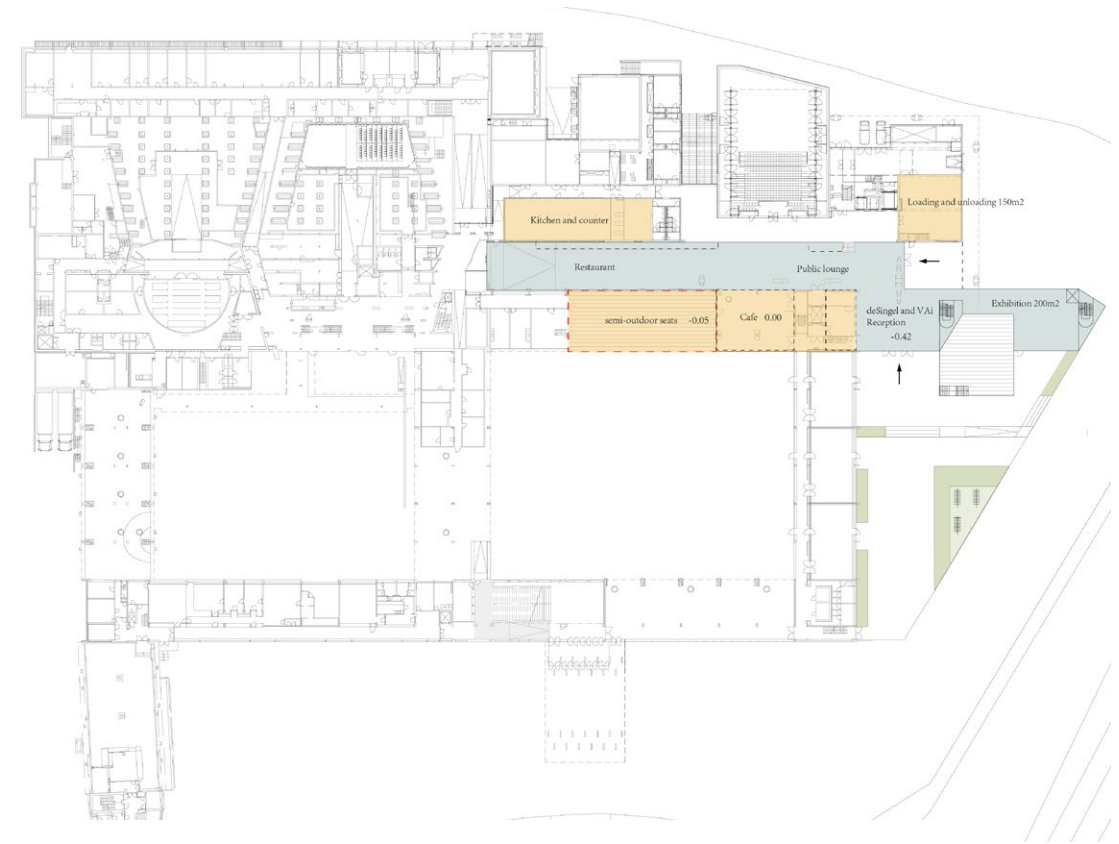 Loading and unloading 150m2
Kitchen and counter
Restaurant
Public lounge
Exhibition 200m2
semi-outdoor seats -0.05
Cafe 0.00
deSingel and VAi
Reception
-0.42